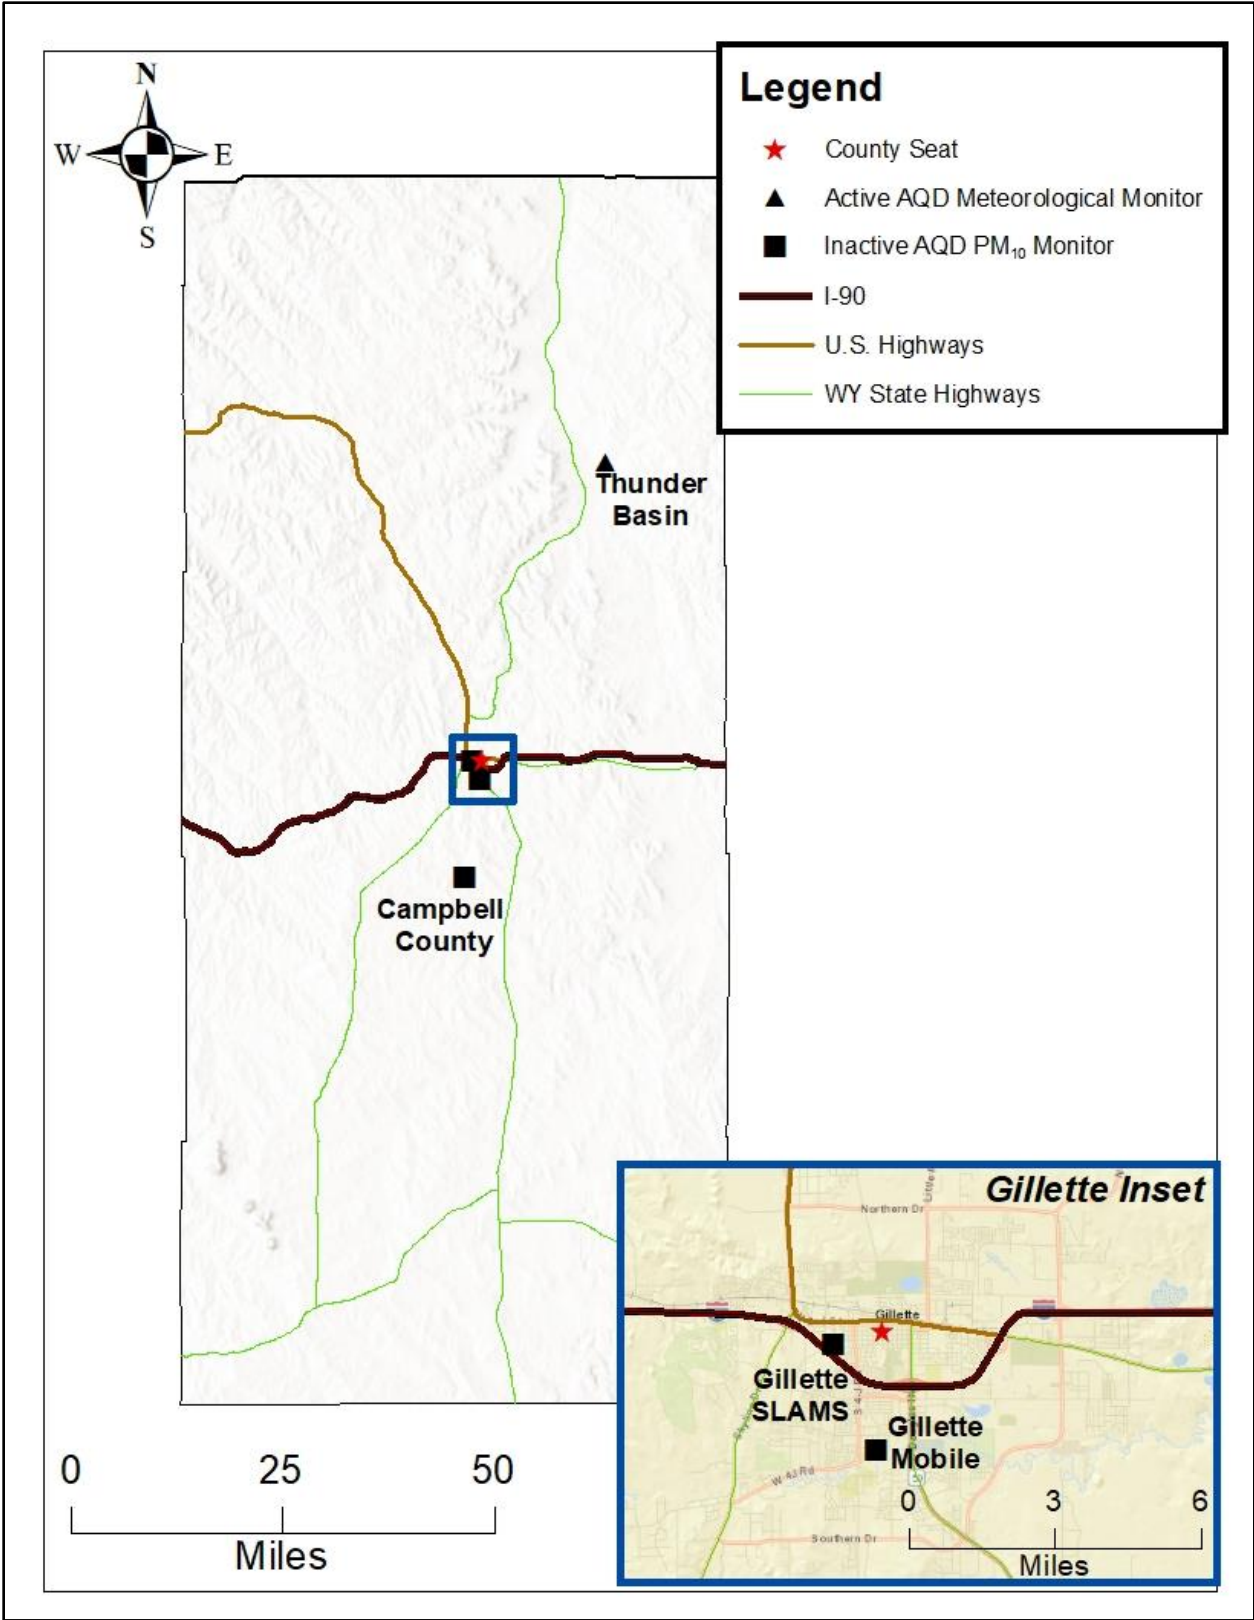 N
W E
S
Legend
County Seat
Active AQD Meteorological Monitor
Inactive AQD PM₁₀ Monitor
I-90
U.S. Highways
WY State Highways
Thunder
Basin
Campbell
County
Gillette Inset
Northern Dr
Gillette
Gillette
SLAMS
Gillette
Mobile
W 4J Rd
Southern Dr
0 3 6
Miles
0 25 50
Miles